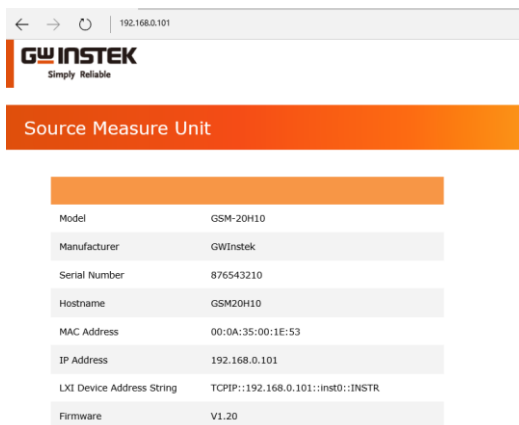 192.168.0.101
GWINSTEK
Simply Reliable
Source Measure Unit
Model GSM-20H10
Manufacturer GWInstek
Serial Number 876543210
Hostname GSM20H10
MAC Address 00:0A:35:00:1E:53
IP Address 192.168.0.101
LXI Device Address String TCPIP::192.168.0.101::inst0::INSTR
Firmware V1.20